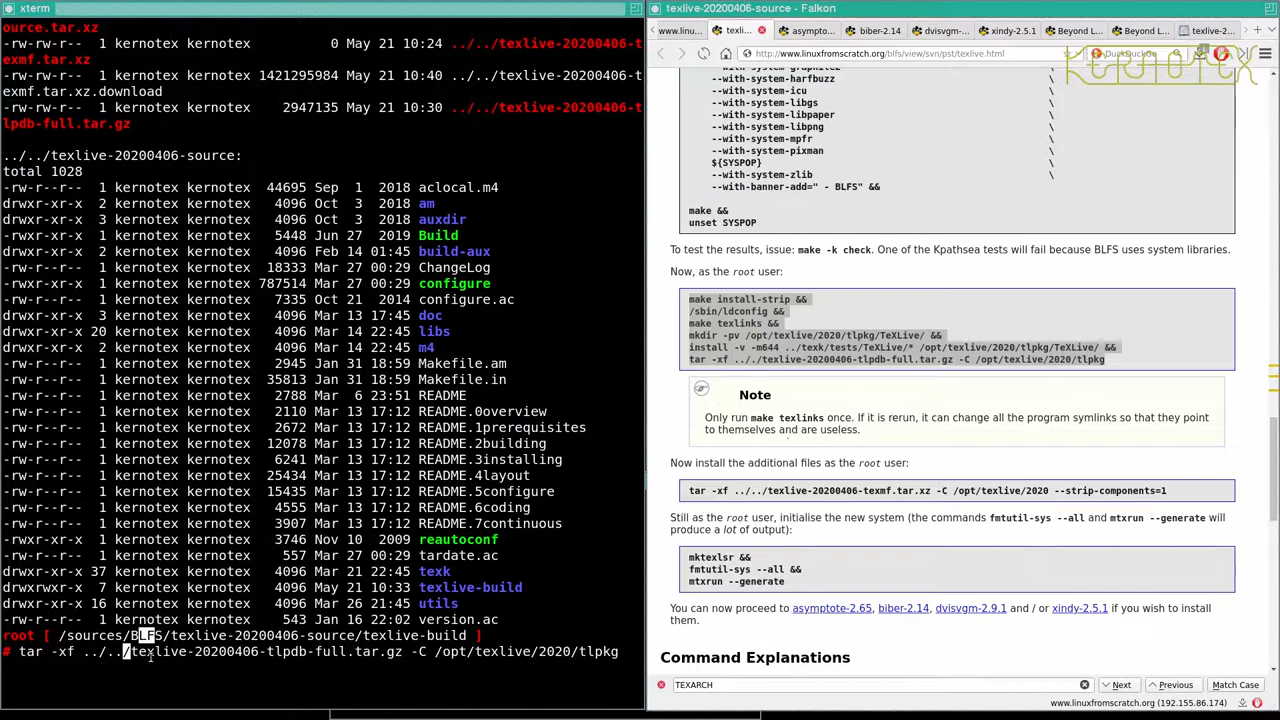 xterm
ource.tar.xz
-rw-rw-r-- 1 kernotex kernotex 0 May 21 10:24 ../../texlive-20200406-t
exmf.tar.xz
-rw-rw-r-- 1 kernotex kernotex 1421295984 May 21 10:40 ../../texlive-20200406-t
exmf.tar.xz.download
-rw-rw-r-- 1 kernotex kernotex 2947135 May 21 10:30 ../../texlive-20200406-t
lpdb-full.tar.gz
../../texlive-20200406-source:
total 1028
-rw-r--r-- 1 kernotex kernotex 44695 Sep 1 2018 aclocal.m4
drwxr-xr-x 2 kernotex kernotex 4096 Oct 3 2018 am
drwxr-xr-x 3 kernotex kernotex 4096 Oct 3 2018 auxdir
-rwxr-xr-x 1 kernotex kernotex 5448 Jun 27 2019 Build
drwxr-xr-x 2 kernotex kernotex 4096 Feb 14 01:45 build-aux
-rw-r--r-- 1 kernotex kernotex 18333 Mar 27 00:29 ChangeLog
-rwxr-xr-x 1 kernotex kernotex 787514 Mar 27 00:29 configure
-rw-r--r-- 1 kernotex kernotex 7335 Oct 21 2014 configure.ac
drwxr-xr-x 3 kernotex kernotex 4096 Mar 13 17:45 doc
drwxr-xr-x 20 kernotex kernotex 4096 Mar 14 22:45 libs
drwxr-xr-x 2 kernotex kernotex 4096 Mar 14 22:45 m4
-rw-r--r-- 1 kernotex kernotex 2945 Jan 31 18:59 Makefile.am
-rw-r--r-- 1 kernotex kernotex 35813 Jan 31 18:59 Makefile.in
-rw-r--r-- 1 kernotex kernotex 2788 Mar 6 23:51 README
-rw-r--r-- 1 kernotex kernotex 2110 Mar 13 17:12 README.0overview
-rw-r--r-- 1 kernotex kernotex 2672 Mar 13 17:12 README.1prerequisites
-rw-r--r-- 1 kernotex kernotex 12078 Mar 13 17:12 README.2building
-rw-r--r-- 1 kernotex kernotex 6241 Mar 13 17:12 README.3installing
-rw-r--r-- 1 kernotex kernotex 25434 Mar 13 17:12 README.4layout
-rw-r--r-- 1 kernotex kernotex 15435 Mar 13 17:12 README.5configure
-rw-r--r-- 1 kernotex kernotex 4555 Mar 13 17:12 README.6coding
-rw-r--r-- 1 kernotex kernotex 3907 Mar 13 17:12 README.7continuous
-rwxr-xr-x 1 kernotex kernotex 3746 Nov 10 2009 reautoconf
-rw-r--r-- 1 kernotex kernotex 557 Mar 27 00:29 tardate.ac
drwxr-xr-x 37 kernotex kernotex 4096 Mar 21 22:45 texk
drwxrwxr-x 7 kernotex kernotex 4096 May 21 10:33 texlive-build
drwxr-xr-x 16 kernotex kernotex 4096 Mar 26 21:45 utils
-rw-r--r-- 1 kernotex kernotex 543 Jan 16 22:02 version.ac
root [ /sources/BLFS/texlive-20200406-source/texlive-build ]
# tar -xf ../../texlive-20200406-tlpdb-full.tar.gz -C /opt/texlive/2020/tlpkg
texlive-20200406-source - Falkon
www.linu... texli... asympto... biber-2.14 dvisvgm-... xindy-2.5.1 Beyond L... Beyond L... texlive-2...
http://www.linuxfromscratch.org/blfs/view/svn/pst/texlive.html DuckDuckGo
KERNOTEX
--with-system-graphite2 \
--with-system-harfbuzz \
--with-system-icu \
--with-system-libgs \
--with-system-libpaper \
--with-system-libpng \
--with-system-mpfr \
--with-system-pixman \
${SYSPOP} \
--with-system-zlib \
--with-banner-add=" - BLFS" &&
make &&
unset SYSPOP
To test the results, issue: make -k check. One of the Kpathsea tests will fail because BLFS uses system libraries.
Now, as the root user:
make install-strip &&
/sbin/ldconfig &&
make texlinks &&
mkdir -pv /opt/texlive/2020/tlpkg/TeXLive/ &&
install -v -m644 ../texk/tests/TeXLive/* /opt/texlive/2020/tlpkg/TeXLive/ &&
tar -xf ../../texlive-20200406-tlpdb-full.tar.gz -C /opt/texlive/2020/tlpkg
Note
Only run make texlinks once. If it is rerun, it can change all the program symlinks so that they point
to themselves and are useless.
Now install the additional files as the root user:
tar -xf ../../texlive-20200406-texmf.tar.xz -C /opt/texlive/2020 --strip-components=1
Still as the root user, initialise the new system (the commands fmtutil-sys --all and mtxrun --generate will
produce a lot of output):
mktexlsr &&
fmtutil-sys --all &&
mtxrun --generate
You can now proceed to asymptote-2.65, biber-2.14, dvisvgm-2.9.1 and / or xindy-2.5.1 if you wish to install
them.
Command Explanations
TEXARCH Next Previous Match Case
www.linuxfromscratch.org (192.155.86.174)